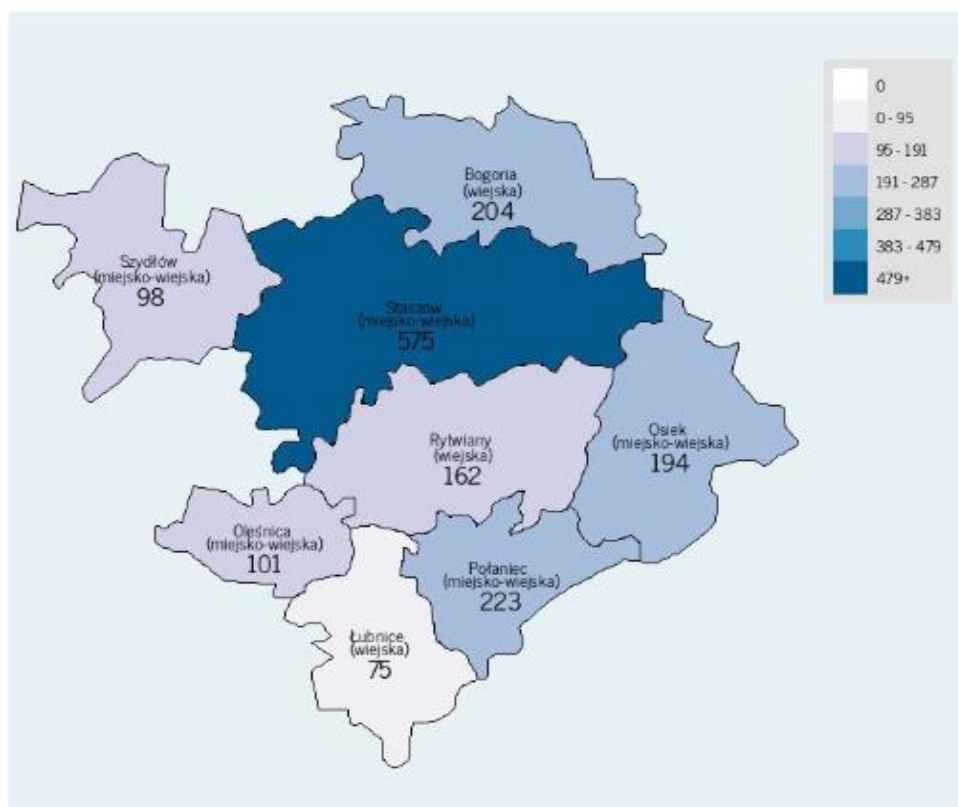 0
0 - 95
95 - 191
191 - 287
287 - 383
383 - 479
479+
Bogoria
(wiejska)
204
Szydłów
(miejsko-wiejska)
98
Staszów
(miejsko-wiejska)
575
Rytwiany
(wiejska)
162
Osiek
(miejsko-wiejska)
194
Oleśnica
(miejsko-wiejska)
101
Połaniec
(miejsko-wiejska)
223
Łubnice
(wiejska)
75